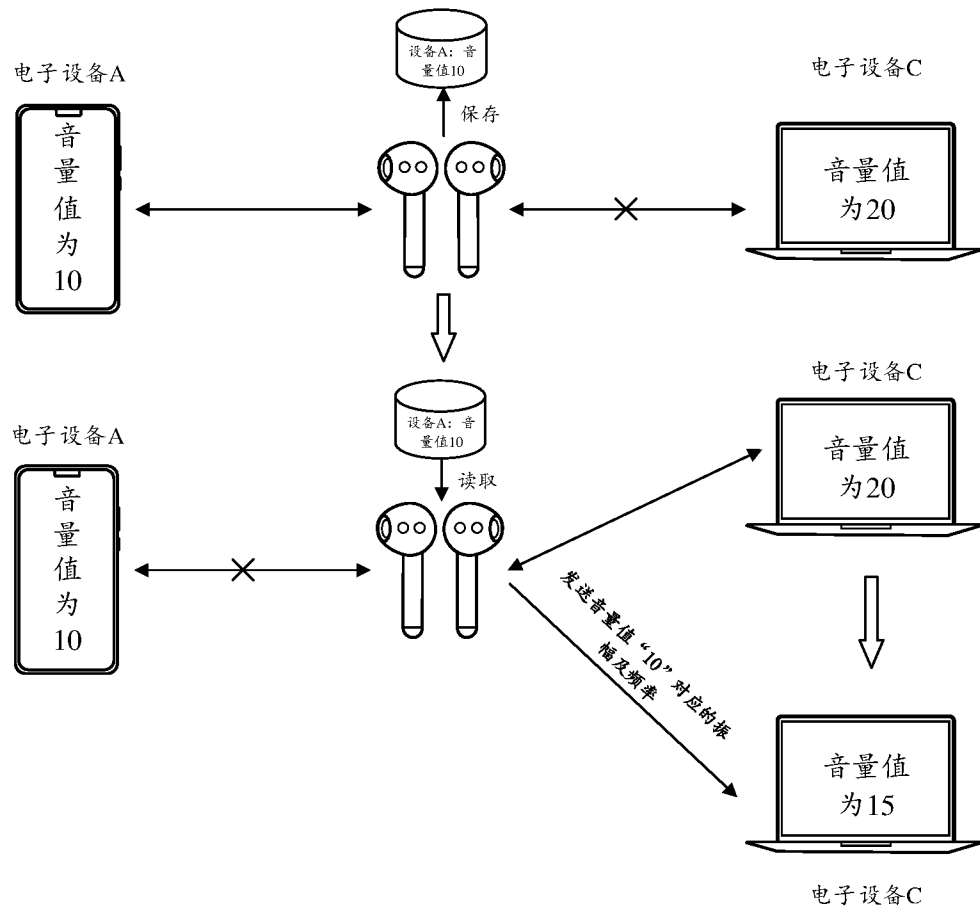 电子设备A
音
量
值
为
10
设备A：音
量值10
保存
电子设备C
音量值
为20
电子设备A
音
量
值
为
10
设备A：音
量值10
读取
电子设备C
音量值
为20
发送音量值“10”对应的振
幅及频率
音量值
为15
电子设备C